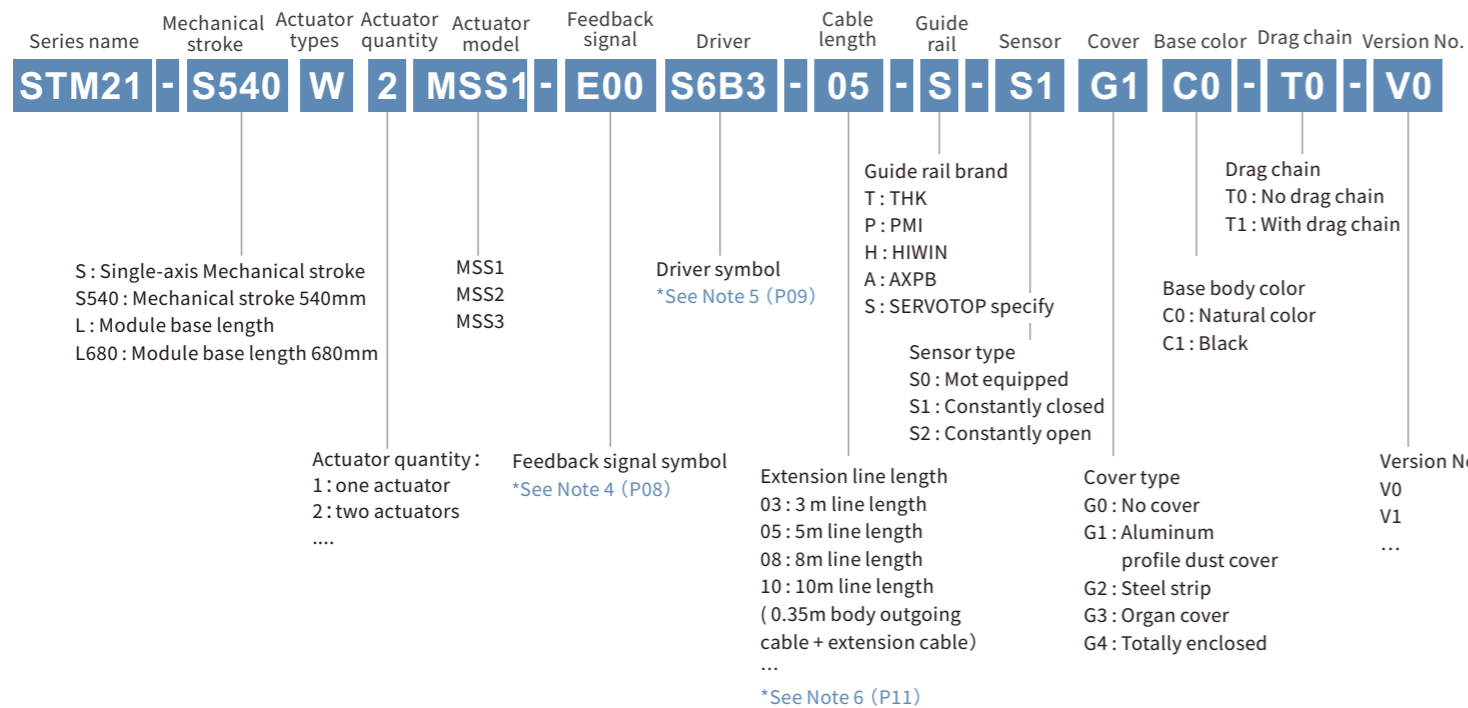 Series name
Mechanical
stroke
Actuator
types
Actuator
quantity
Actuator
model
Feedback
signal
Driver
Cable
length
Guide
rail
Sensor
Cover
Base color
Drag chain
Version No.
STM21 - S540 W 2 MSS1 - E00 S6B3 - 05 - S - S1 G1 C0 - T0 - V0
S : Single-axis Mechanical stroke
S540 : Mechanical stroke 540mm
L : Module base length
L680 : Module base length 680mm
Actuator quantity：
1：one actuator
2：two actuators
....
MSS1
MSS2
MSS3
Feedback signal symbol
*See Note 4（P08）
Driver symbol
*See Note 5（P09）
Extension line length
03 : 3 m line length
05 : 5m line length
08 : 8m line length
10 : 10m line length
( 0.35m body outgoing
cable + extension cable）
…
*See Note 6（P11）
Guide rail brand
T : THK
P : PMI
H : HIWIN
A : AXPB
S : SERVOTOP specify
Sensor type
S0 : Mot equipped
S1 : Constantly closed
S2 : Constantly open
Cover type
G0 : No cover
G1 : Aluminum
profile dust cover
G2 : Steel strip
G3 : Organ cover
G4 : Totally enclosed
Base body color
C0 : Natural color
C1 : Black
Drag chain
T0 : No drag chain
T1 : With drag chain
Version No
V0
V1
…